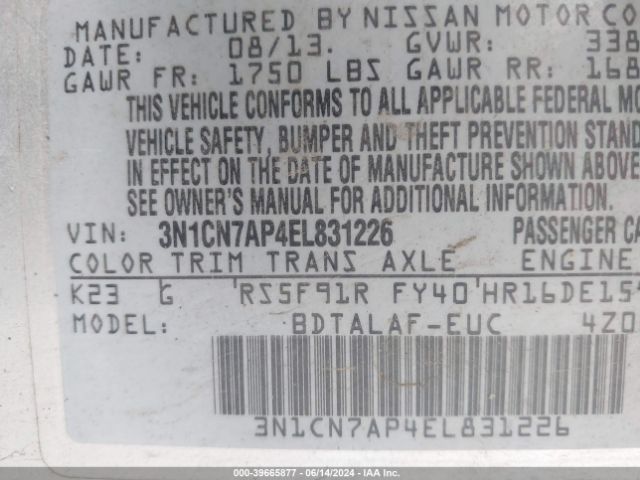 MANUFACTURED BY NISSAN MOTOR CO
DATE: 08/13. GVWR: 338
GAWR FR: 1750 LBS GAWR RR: 168
THIS VEHICLE CONFORMS TO ALL APPLICABLE FEDERAL MO
VEHICLE SAFETY, BUMPER AND THEFT PREVENTION STAND
IN EFFECT ON THE DATE OF MANUFACTURE SHOWN ABOVE
SEE OWNER'S MANUAL FOR ADDITIONAL INFORMATION.
VIN: 3N1CN7AP4EL831226 PASSENGER CA
COLOR TRIM TRANS AXLE ENGINE
K23 G RS5F91R FY40 HR16DE159
MODEL: BDTALAF-EUC 4Z0
3N1CN7AP4EL831226
000-39665877 06/14/2024 IAAI.COM